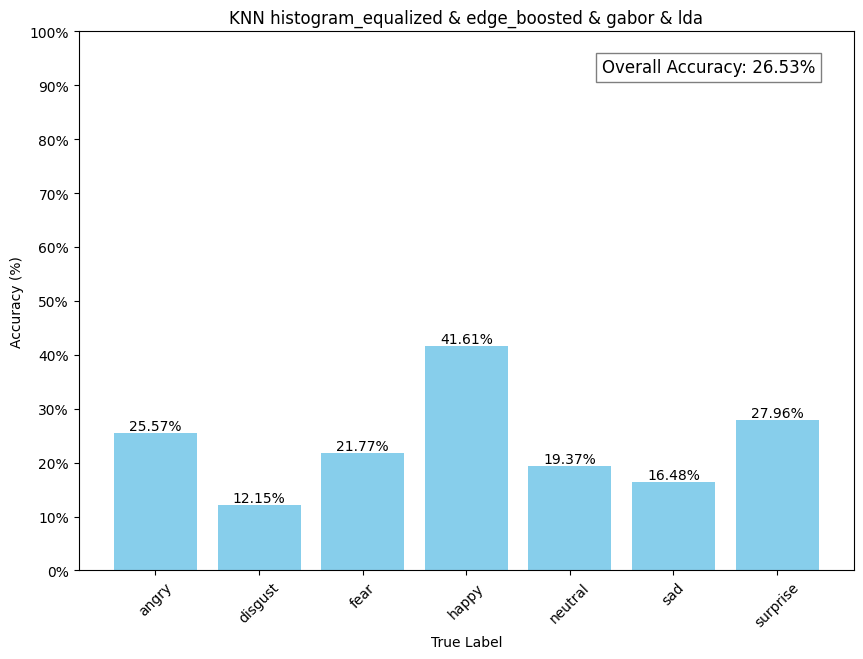 KNN histogram_equalized & edge_boosted & gabor & lda
100%
Overall Accuracy: 26.53%
90%
80%
70%
60%
Accuracy (%)
50%
40%
41.61%
30%
27.96%
25.57%
21.77%
20%
19.37%
16.48%
12.15%
10%
0%
angry
disgust
fear
happy
neutral
sad
surprise
True Label